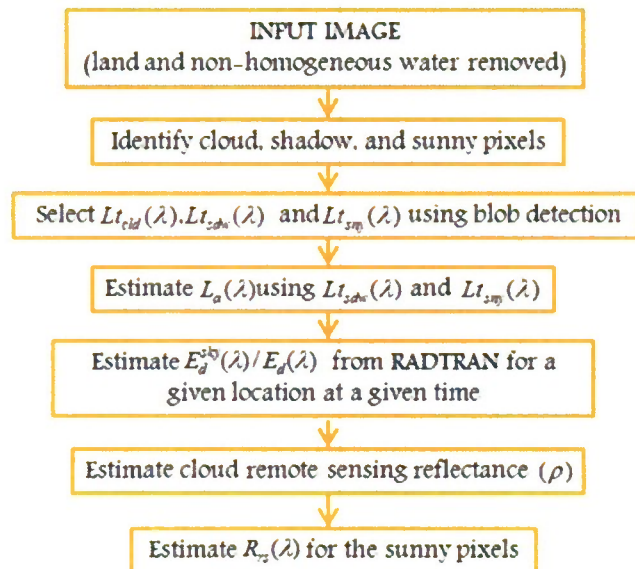 INPUT IMAGE
(land and non-homogeneous water removed)
Identify cloud, shadow, and sunny pixels
Select Lt_cld(λ), Lt_sdw(λ) and Lt_sny(λ) using blob detection
Estimate L_a(λ) using Lt_sdw(λ) and Lt_sny(λ)
Estimate E_d^sky(λ)/E_d(λ) from RADTRAN for a
given location at a given time
Estimate cloud remote sensing reflectance (ρ)
Estimate R_rs(λ) for the sunny pixels